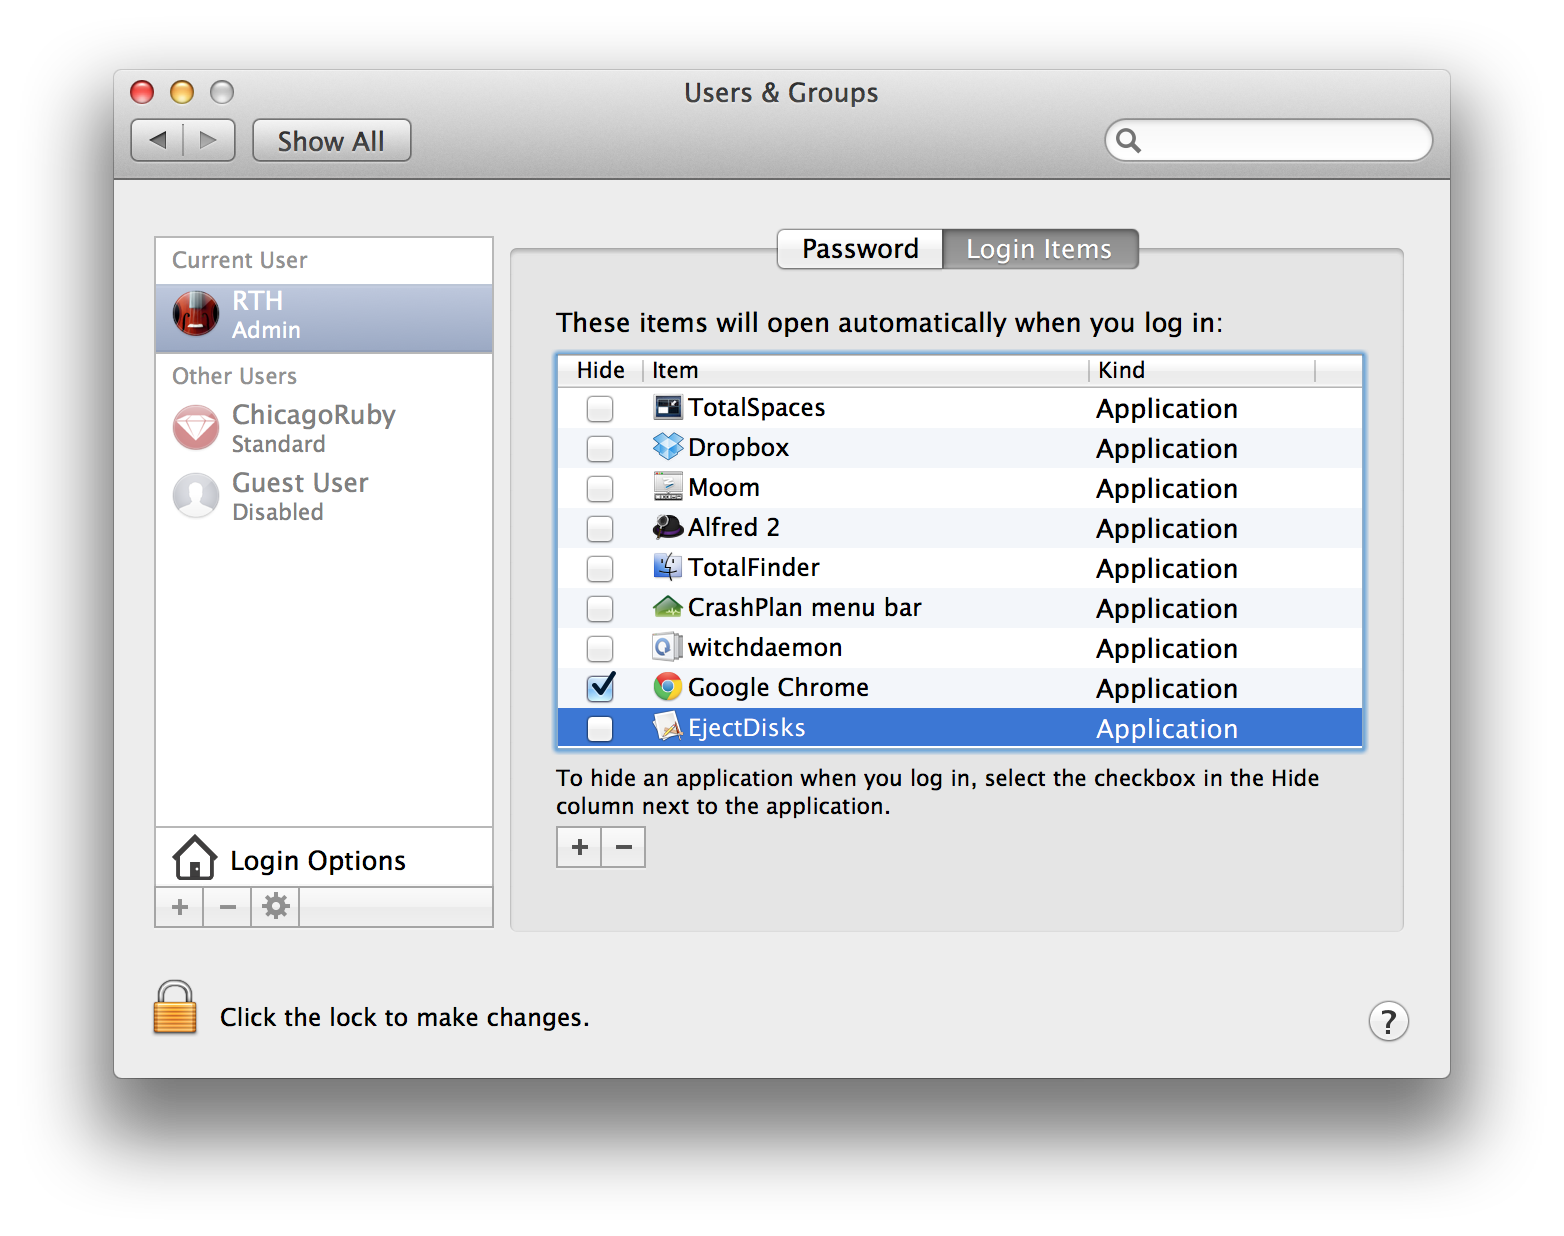 Users & Groups
Show All
Current User
RTH
Admin
Other Users
ChicagoRuby
Standard
Guest User
Disabled
Login Options
Password Login Items
These items will open automatically when you log in:
Hide Item Kind
TotalSpaces Application
Dropbox Application
Moom Application
Alfred 2 Application
TotalFinder Application
CrashPlan menu bar Application
witchdaemon Application
Google Chrome Application
EjectDisks Application
To hide an application when you log in, select the checkbox in the Hide
column next to the application.
Click the lock to make changes.
?